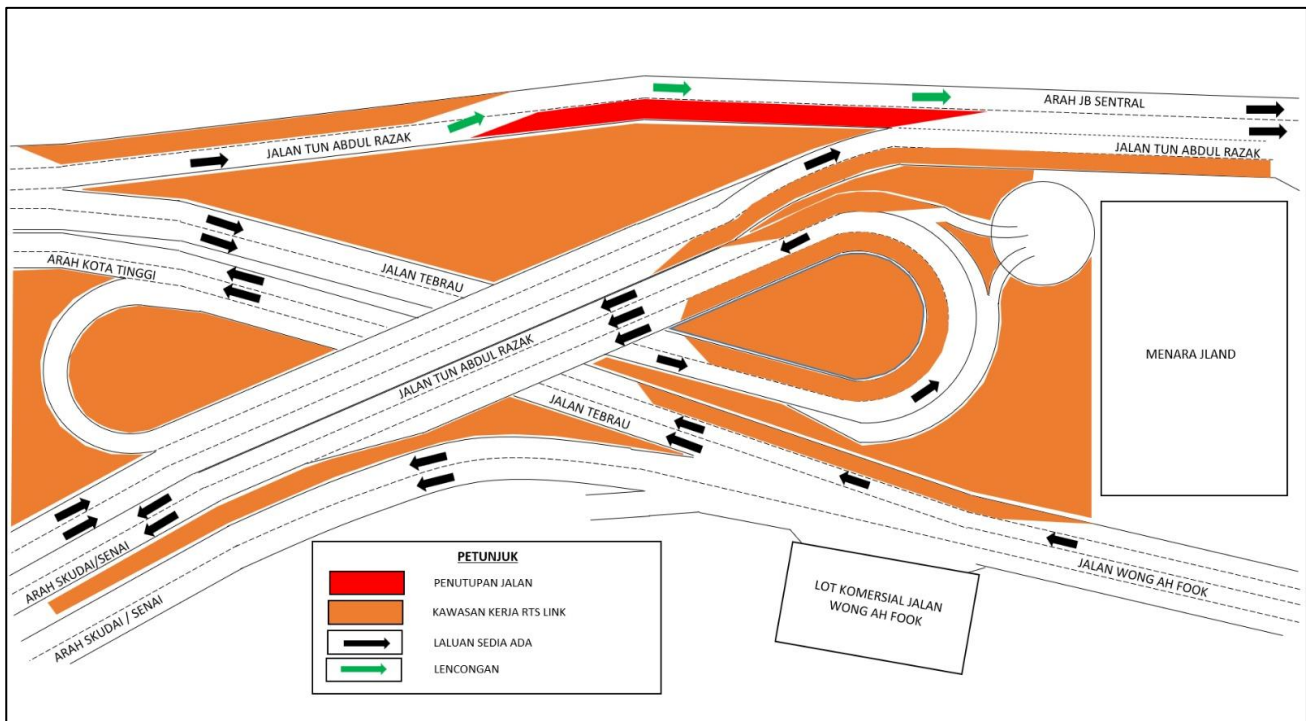 ARAH JB SENTRAL
JALAN TUN ABDUL RAZAK
JALAN TUN ABDUL RAZAK
JALAN TEBRAU
ARAH KOTA TINGGI
JALAN TUN ABDUL RAZAK
MENARA JLAND
JALAN TEBRAU
ARAH SKUDAI/SENAI
ARAH SKUDAI / SENAI
JALAN WONG AH FOOK
LOT KOMERSIAL JALAN
WONG AH FOOK
PETUNJUK
PENUTUPAN JALAN
KAWASAN KERJA RTS LINK
LALUAN SEDIA ADA
LENCONGAN